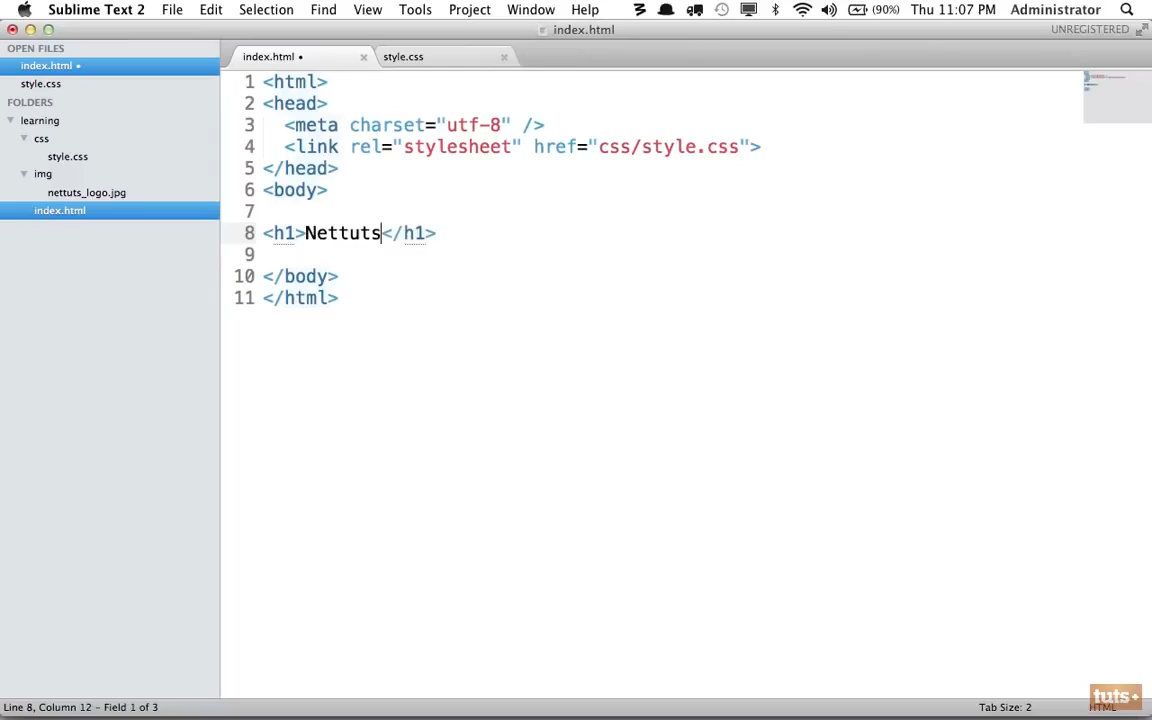 Sublime Text 2 File Edit Selection Find View Tools Project Window Help (90%) Thu 11:07 PM Administrator
index.html
UNREGISTERED
OPEN FILES
index.html
style.css
FOLDERS
learning
css
style.css
img
nettuts_logo.jpg
index.html
index.html • style.css
1 <html>
2 <head>
3 <meta charset="utf-8" />
4 <link rel="stylesheet" href="css/style.css">
5 </head>
6 <body>
7
8 <h1>Nettuts</h1>
9
10 </body>
11 </html>
Line 8, Column 12 – Field 1 of 3
Tab Size: 2
HTML
tuts+